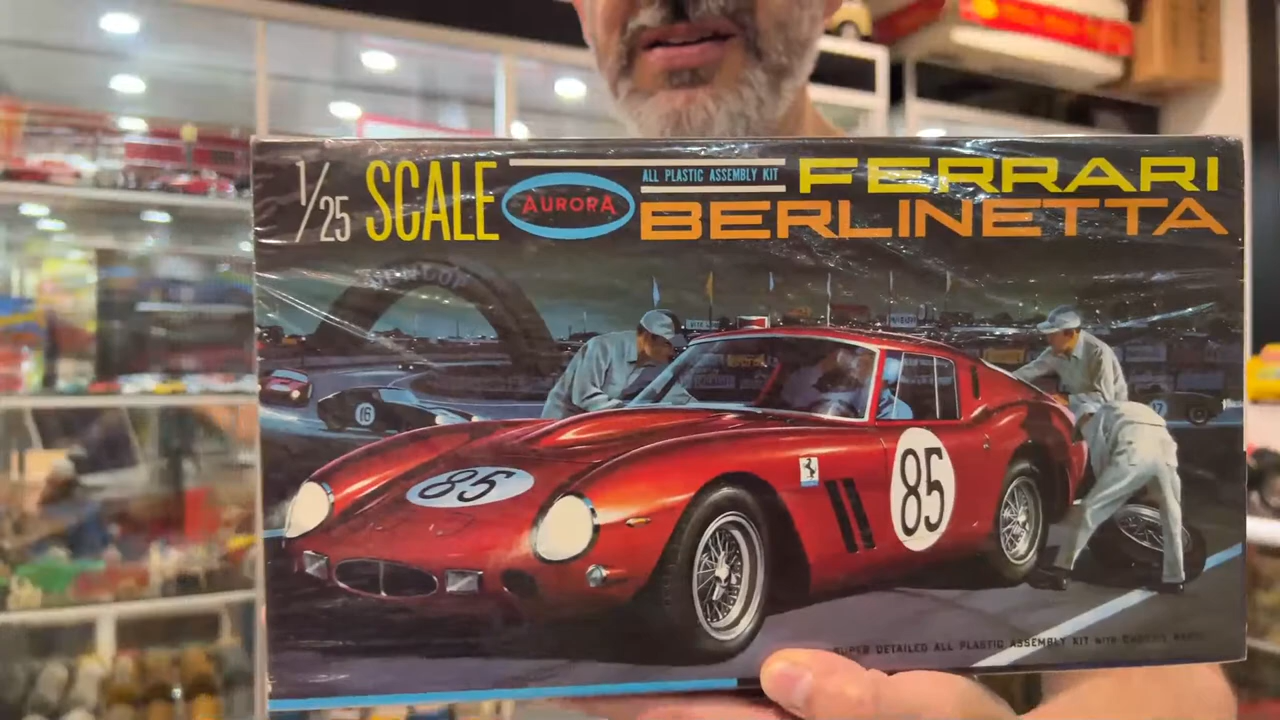 1/25 SCALE
AURORA
ALL PLASTIC ASSEMBLY KIT
FERRARI
BERLINETTA
DUNLOP
16
85
85
SUPER DETAILED ALL PLASTIC ASSEMBLY KIT WITH